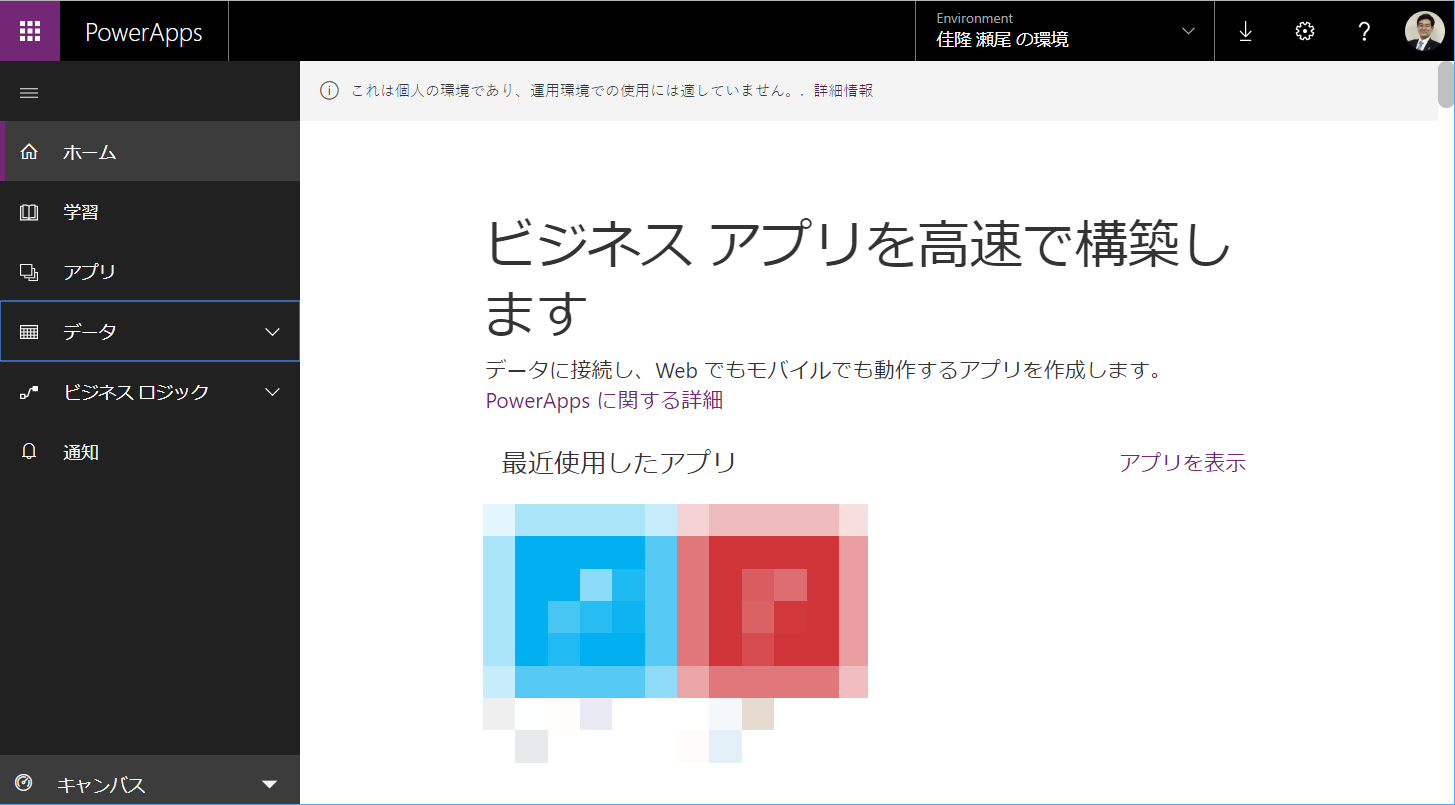 PowerApps
Environment
佳隆 瀬尾 の環境
これは個人の環境であり、運用環境での使用には適していません。. 詳細情報
ホーム
学習
アプリ
データ
ビジネス ロジック
通知
キャンバス
ビジネス アプリを高速で構築し
ます
データに接続し、Web でもモバイルでも動作するアプリを作成します。
PowerApps に関する詳細
最近使用したアプリ
アプリを表示